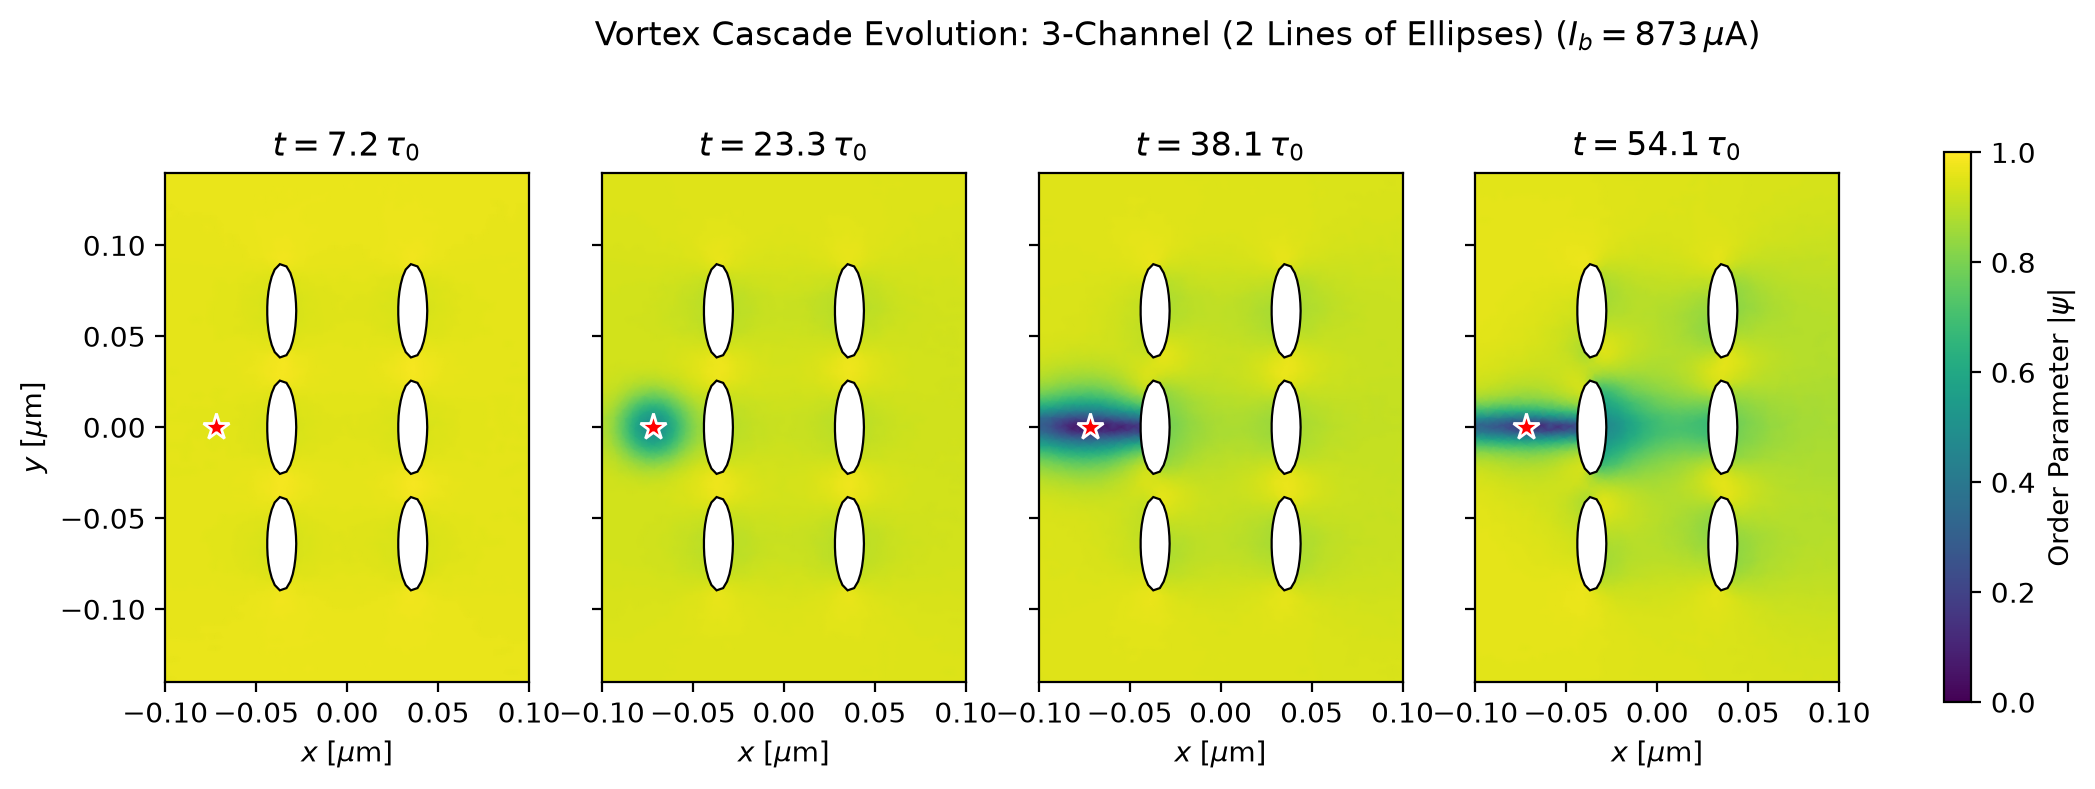 Vortex Cascade Evolution: 3-Channel (2 Lines of Ellipses) (I_b = 873 μA)
t = 7.2 τ₀
t = 23.3 τ₀
t = 38.1 τ₀
t = 54.1 τ₀
y [μm]
0.10
0.05
0.00
−0.05
−0.10
−0.10 −0.05 0.00 0.05 0.10
x [μm]
−0.10 −0.05 0.00 0.05 0.10
x [μm]
−0.10 −0.05 0.00 0.05 0.10
x [μm]
−0.10 −0.05 0.00 0.05 0.10
x [μm]
1.0
0.8
0.6
0.4
0.2
0.0
Order Parameter |ψ|